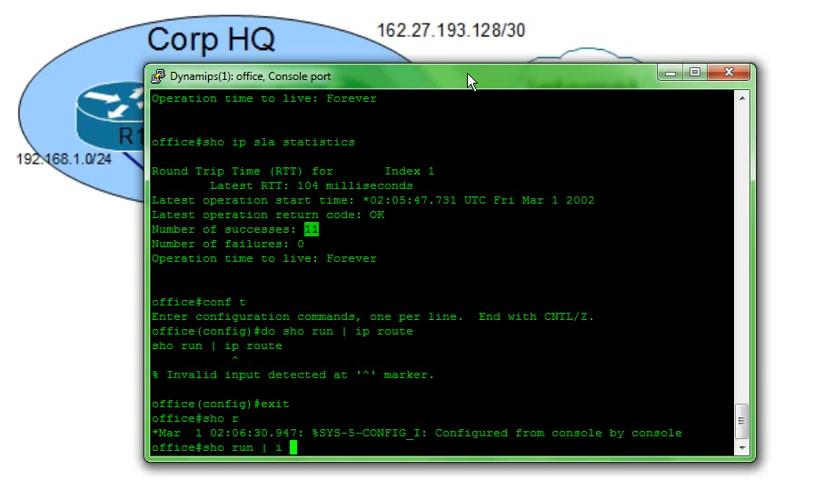 Corp HQ
162.27.193.128/30
Dynamips(1): office, Console port
R1
192.168.1.0/24
Operation time to live: Forever
office#sho ip sla statistics
Round Trip Time (RTT) for       Index 1
        Latest RTT: 104 milliseconds
Latest operation start time: *02:05:47.731 UTC Fri Mar 1 2002
Latest operation return code: OK
Number of successes: 11
Number of failures: 0
Operation time to live: Forever
office#conf t
Enter configuration commands, one per line.  End with CNTL/Z.
office(config)#do sho run | ip route
sho run | ip route
            ^
% Invalid input detected at '^' marker.
office(config)#exit
office#sho r
*Mar  1 02:06:30.947: %SYS-5-CONFIG_I: Configured from console by console
office#sho run | i